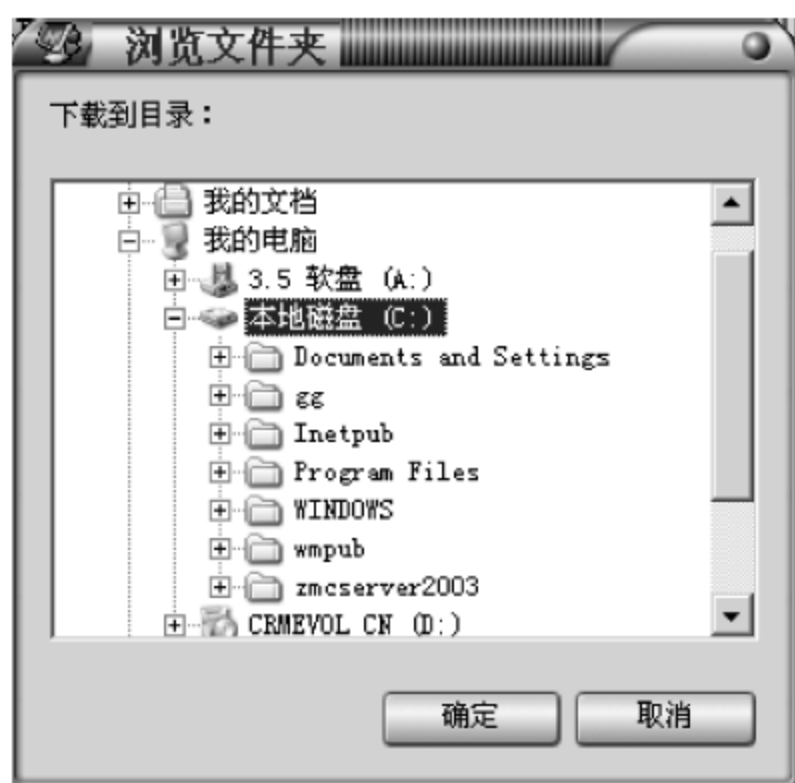 浏览文件夹
下载到目录：
我的文档
我的电脑
3.5 软盘 (A:)
本地磁盘 (C:)
Documents and Settings
gg
Inetpub
Program Files
WINDOWS
wmpub
zmcserver2003
CRMEVOL_CN (D:)
确定
取消